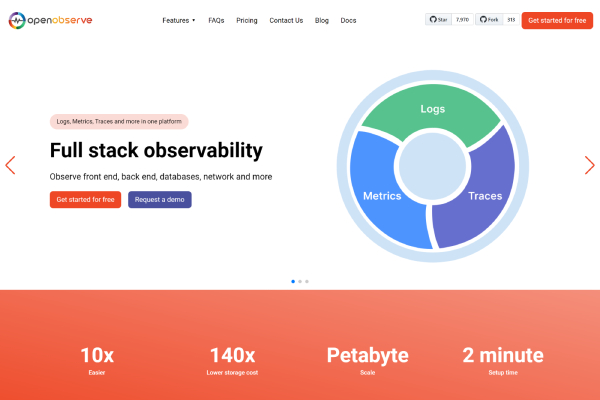 openobserve
Features
FAQs
Pricing
Contact Us
Blog
Docs
Star
7,970
Fork
313
Get started for free
Logs, Metrics, Traces and more in one platform
Full stack observability
Observe front end, back end, databases, network and more
Get started for free
Request a demo
Logs
Metrics
Traces
10x
Easier
140x
Lower storage cost
Petabyte
Scale
2 minute
Setup time